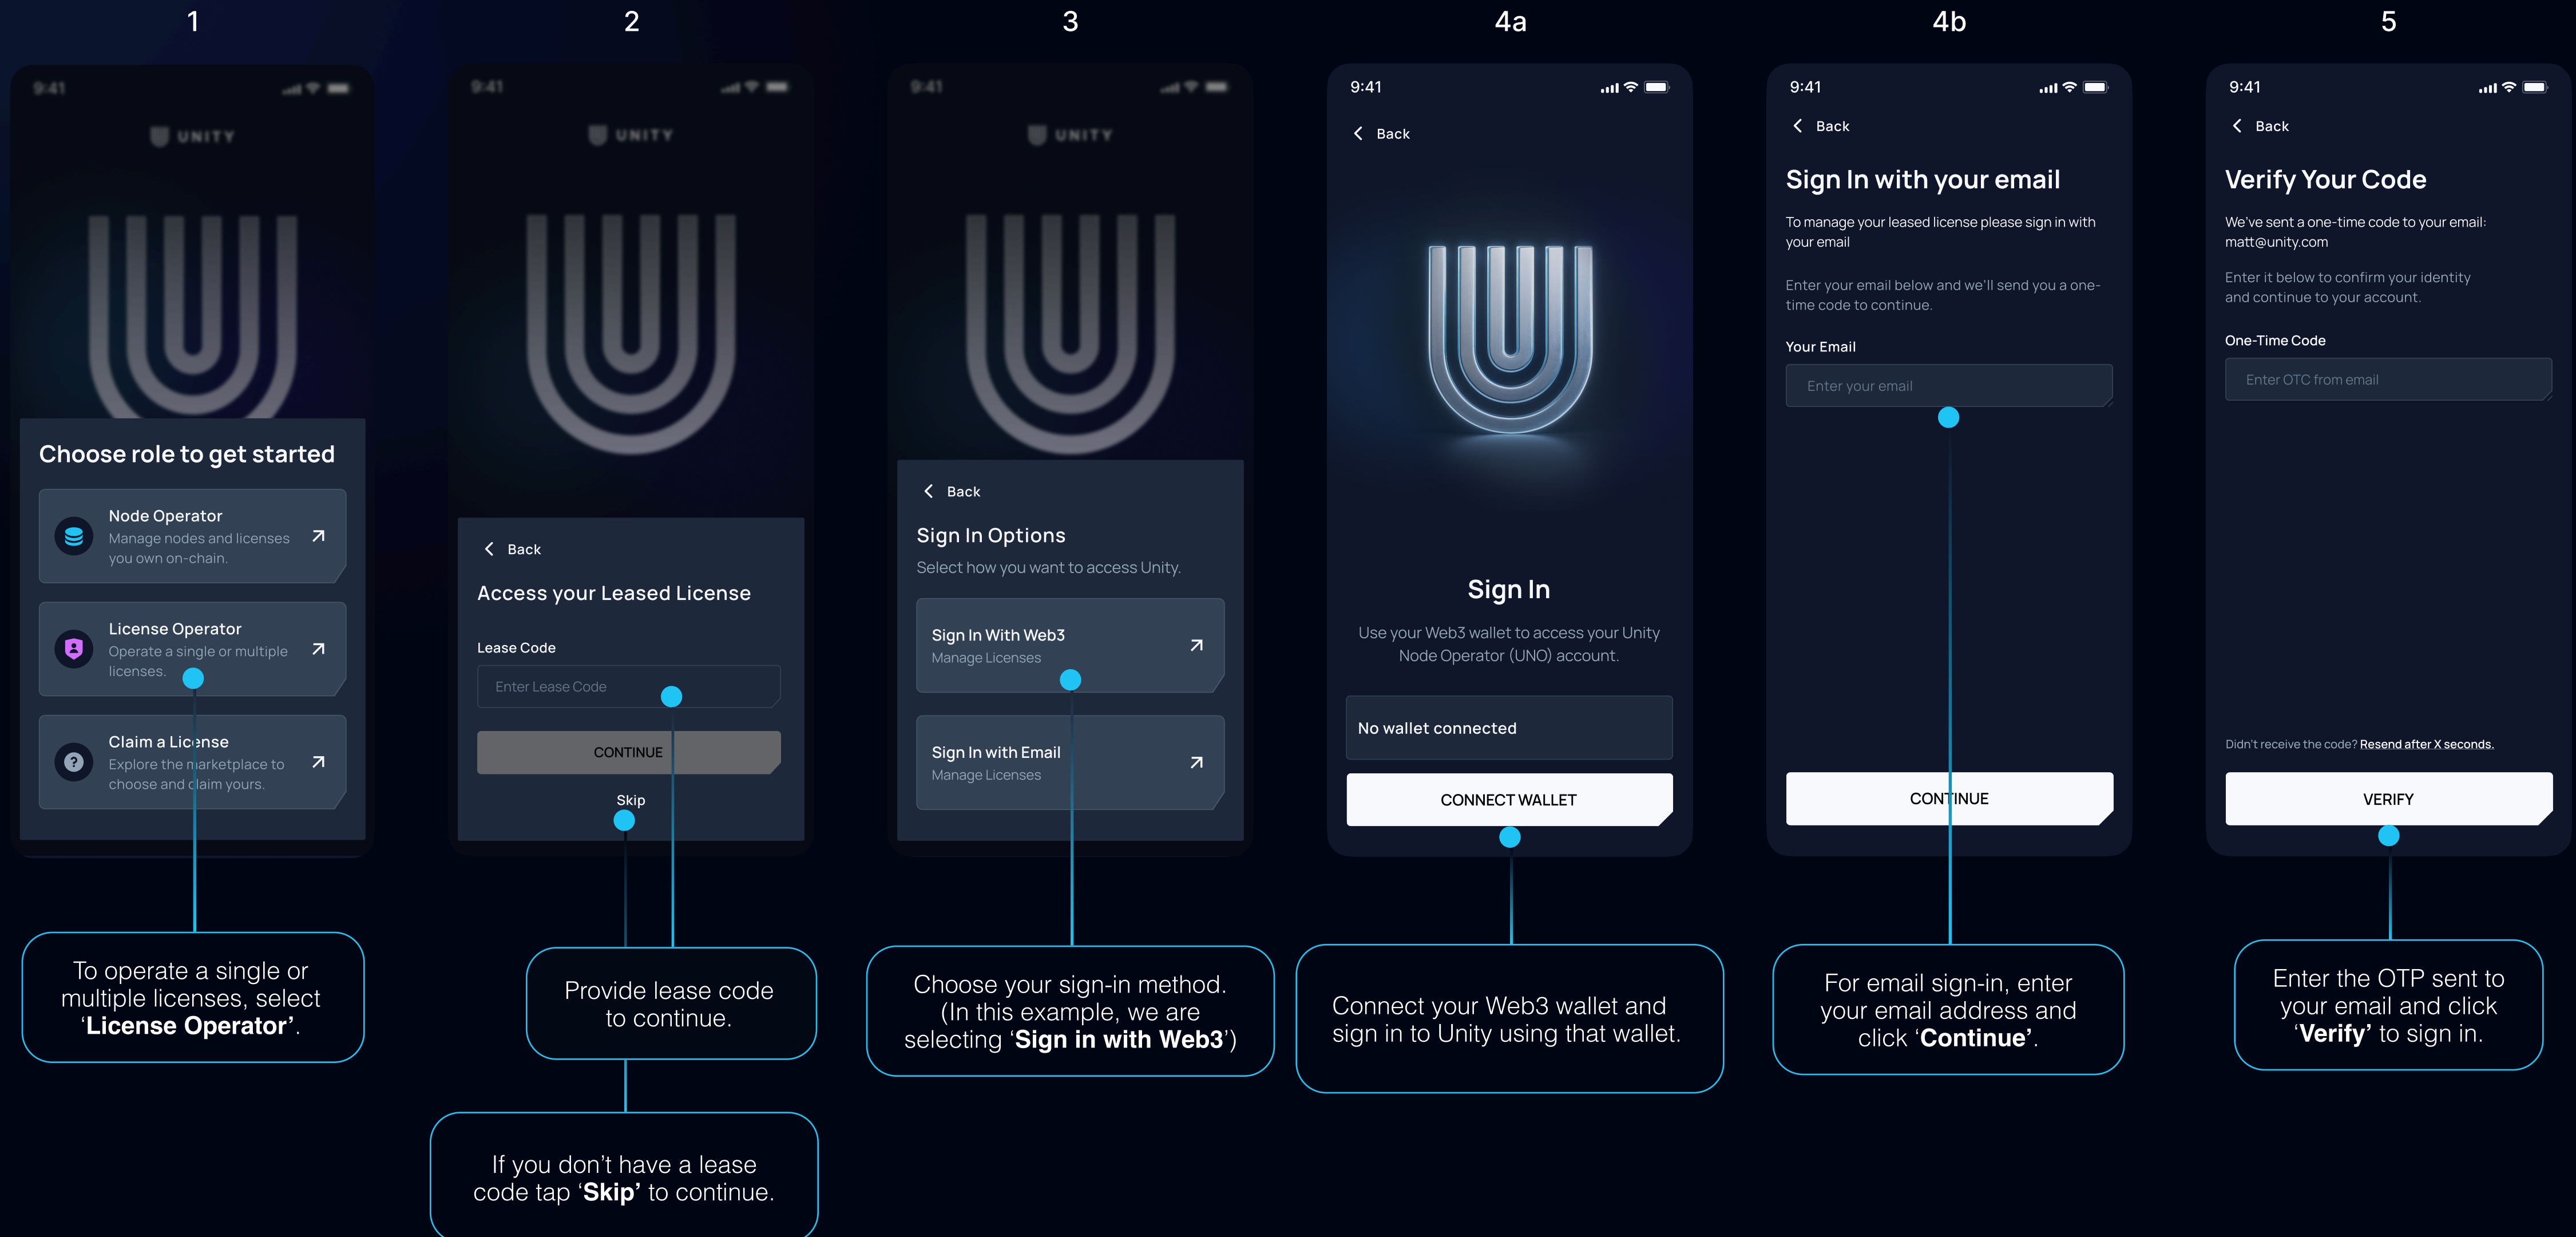 1
9:41
UNITY
Choose role to get started
Node Operator
Manage nodes and licenses
you own on-chain.
License Operator
Operate a single or multiple
licenses.
Claim a License
Explore the marketplace to
choose and claim yours.
To operate a single or
multiple licenses, select
‘License Operator’.
2
9:41
UNITY
Back
Access your Leased License
Lease Code
Enter Lease Code
CONTINUE
Skip
Provide lease code
to continue.
If you don’t have a lease
code tap ‘Skip’ to continue.
3
9:41
UNITY
Back
Sign In Options
Select how you want to access Unity.
Sign In With Web3
Manage Licenses
Sign In with Email
Manage Licenses
Choose your sign-in method.
(In this example, we are
selecting ‘Sign in with Web3’)
4a
9:41
Back
Sign In
Use your Web3 wallet to access your Unity
Node Operator (UNO) account.
No wallet connected
CONNECT WALLET
Connect your Web3 wallet and
sign in to Unity using that wallet.
4b
9:41
Back
Sign In with your email
To manage your leased license please sign in with
your email
Enter your email below and we’ll send you a one-
time code to continue.
Your Email
Enter your email
CONTINUE
For email sign-in, enter
your email address and
click ‘Continue’.
5
9:41
Back
Verify Your Code
We’ve sent a one-time code to your email:
matt@unity.com
Enter it below to confirm your identity
and continue to your account.
One-Time Code
Enter OTC from email
Didn’t receive the code? Resend after X seconds.
VERIFY
Enter the OTP sent to
your email and click
‘Verify’ to sign in.